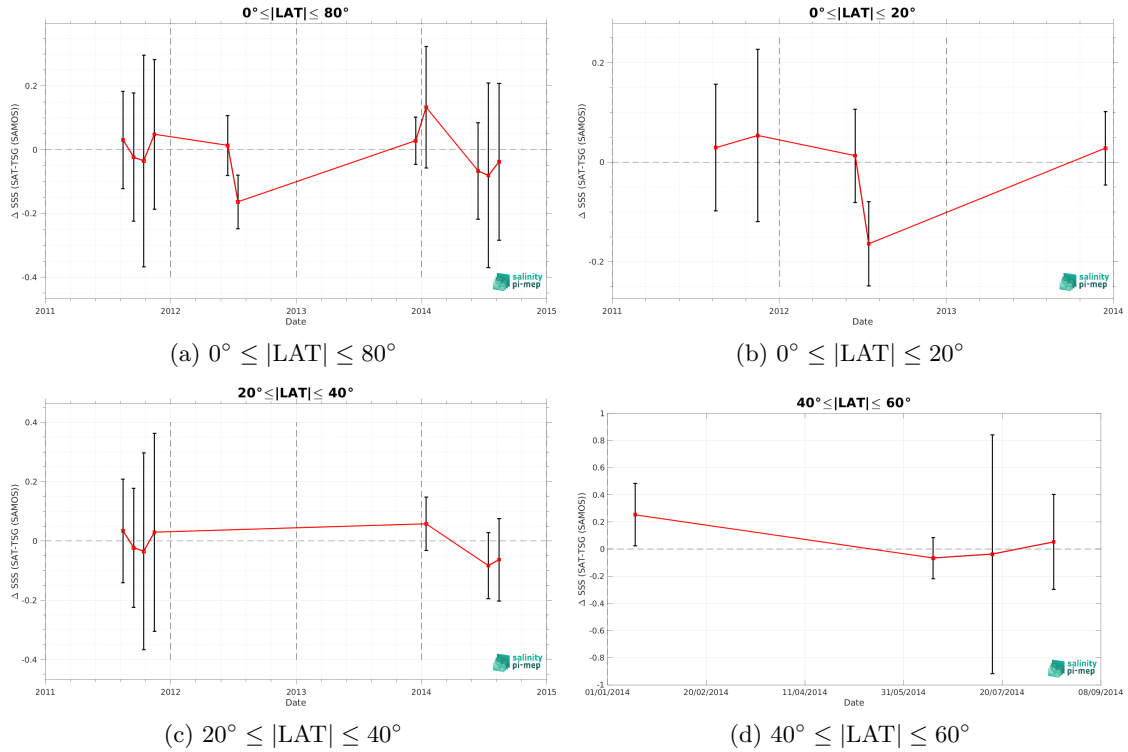 0°≤|LAT|≤ 80°
Δ SSS (SAT-TSG (SAMOS))
0.2
0
-0.2
-0.4
2011 2012 2013 2014 2015
Date
salinity
pi-mep
(a) 0° ≤ |LAT| ≤ 80°
0°≤|LAT|≤ 20°
Δ SSS (SAT-TSG (SAMOS))
0.2
0
-0.2
2011 2012 2013 2014
Date
salinity
pi-mep
(b) 0° ≤ |LAT| ≤ 20°
20°≤|LAT|≤ 40°
Δ SSS (SAT-TSG (SAMOS))
0.4
0.2
0
-0.2
-0.4
2011 2012 2013 2014 2015
Date
salinity
pi-mep
(c) 20° ≤ |LAT| ≤ 40°
40°≤|LAT|≤ 60°
Δ SSS (SAT-TSG (SAMOS))
1
0.8
0.6
0.4
0.2
0
-0.2
-0.4
-0.6
-0.8
-1
01/01/2014 20/02/2014 11/04/2014 31/05/2014 20/07/2014 08/09/2014
Date
salinity
pi-mep
(d) 40° ≤ |LAT| ≤ 60°